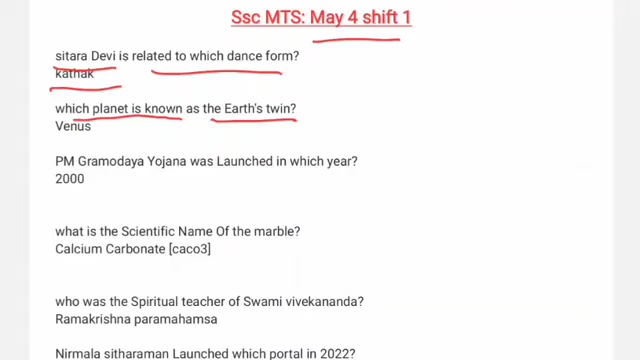 Ssc MTS: May 4 shift 1
sitara Devi is related to which dance form?
kathak
which planet is known as the Earth's twin?
Venus
PM Gramodaya Yojana was Launched in which year?
2000
what is the Scientific Name Of the marble?
Calcium Carbonate [caco3]
who was the Spiritual teacher of Swami vivekananda?
Ramakrishna paramahamsa
Nirmala sitharaman Launched which portal in 2022?